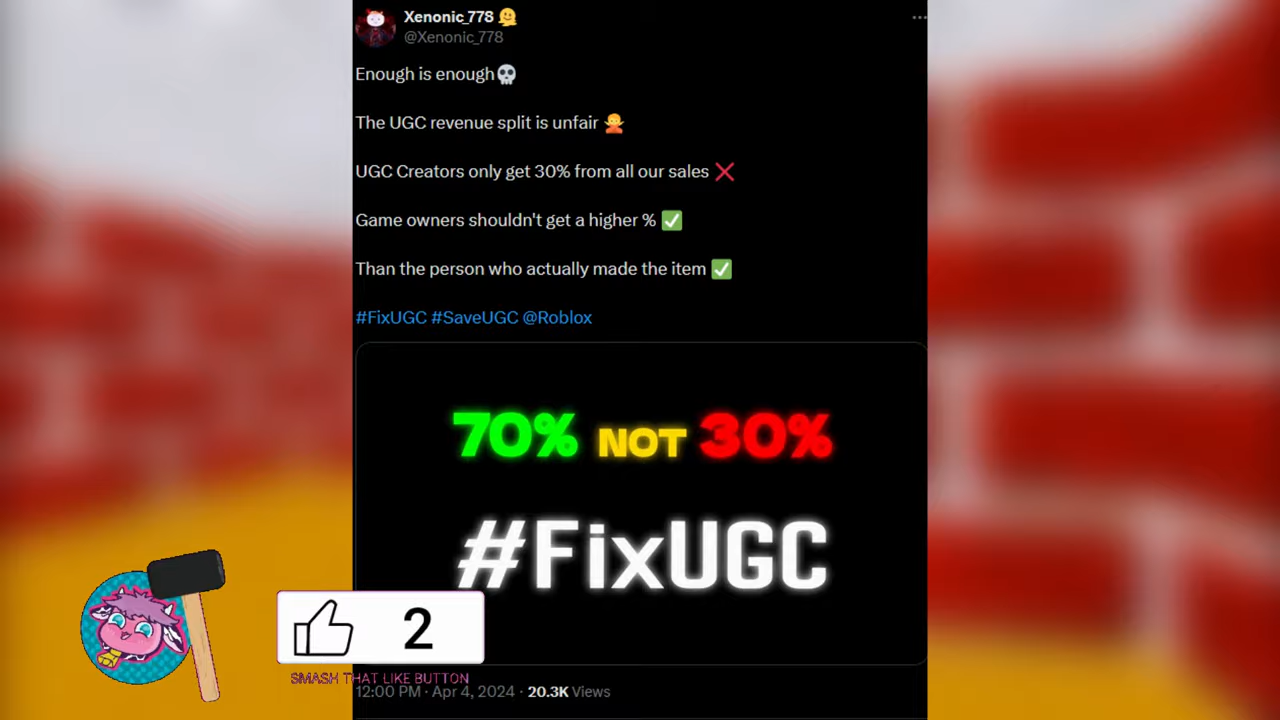 Xenonic_778 🫠
@Xenonic_778
Enough is enough💀
The UGC revenue split is unfair 🙅
UGC Creators only get 30% from all our sales ❌
Game owners shouldn't get a higher % ✅
Than the person who actually made the item ✅
#FixUGC #SaveUGC @Roblox
70% NOT 30%
#FixUGC
2
SMASH THAT LIKE BUTTON
12:00 PM · Apr 4, 2024 · 20.3K Views